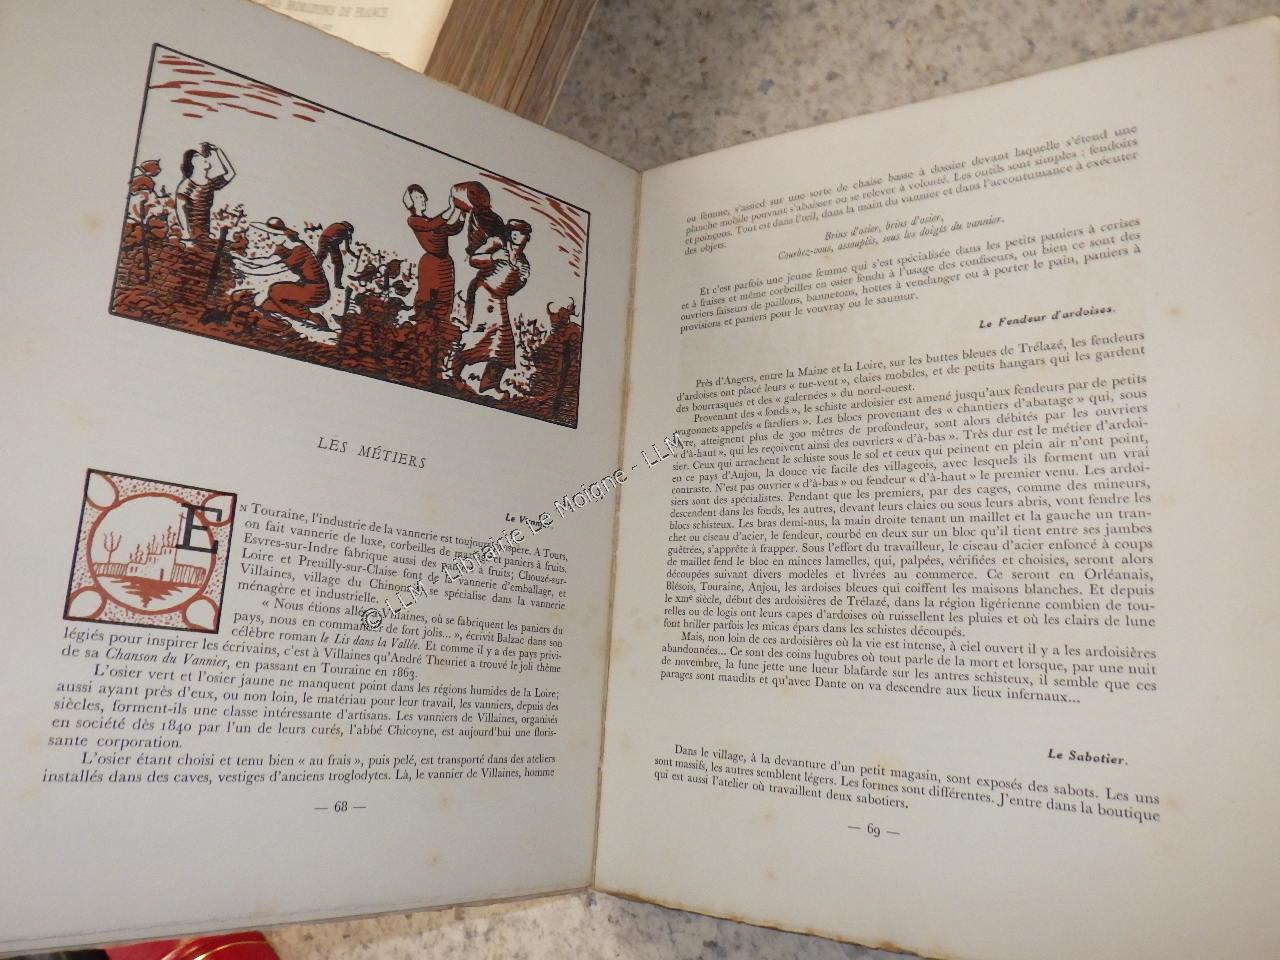 HORIZONS DE FRANCE
LES MÉTIERS
Le Vannier.
EN Touraine, l'industrie de la vannerie est toujours prospère. A Tours,
on fait vannerie de luxe, corbeilles de mariage et paniers à fruits.
Esvres-sur-Indre fabrique aussi des paniers à fruits; Chouzé-sur-
Loire et Preuilly-sur-Claise font de la vannerie d'emballage, et
Villaines, village du Chinonais, se spécialise dans la vannerie
ménagère et industrielle.
« Nous étions allés à Villaines, où se fabriquent les paniers du
pays, nous en commander de fort jolis... », écrivit Balzac dans son
célèbre roman le Lis dans la Vallée. Et comme il y a des pays privi-
légiés pour inspirer les écrivains, c'est à Villaines qu'André Theuriet a trouvé le joli thème
de sa Chanson du Vannier, en passant en Touraine en 1863.
L'osier vert et l'osier jaune ne manquent point dans les régions humides de la Loire;
aussi ayant près d'eux, ou non loin, le matériau pour leur travail, les vanniers, depuis des
siècles, forment-ils une classe intéressante d'artisans. Les vanniers de Villaines, organisés
en société dès 1840 par l'un de leurs curés, l'abbé Chicoyne, est aujourd'hui une floris-
sante corporation.
L'osier étant choisi et tenu bien « au frais », puis pelé, est transporté dans des ateliers
installés dans des caves, vestiges d'anciens troglodytes. Là, le vannier de Villaines, homme
— 68 —
ou femme, s'assied sur une sorte de chaise basse à dossier devant laquelle s'étend une
planche mobile pouvant s'abaisser ou se relever à volonté. Les outils sont simples : fendoirs
et poinçons. Tout est dans l'œil, dans la main du vannier et dans l'accoutumance à exécuter
des objets.
Brins d'osier, brins d'osier,
Courbez-vous, assouplis, sous les doigts du vannier.
Et c'est parfois une jeune femme qui s'est spécialisée dans les petits paniers à cerises
et à fraises et même corbeilles en osier fendu à l'usage des confiseurs, ou bien ce sont des
ouvriers faiseurs de paillons, bannetons, hottes à vendanger ou à porter le pain, paniers à
provisions et paniers pour le vouvray ou le saumur.
Le Fendeur d'ardoises.
Près d'Angers, entre la Maine et la Loire, sur les buttes bleues de Trélazé, les fendeurs
d'ardoises ont placé leurs « tue-vent », claies mobiles, et de petits hangars qui les gardent
des bourrasques et des « galernées » du nord-ouest.
Provenant des « fonds », le schiste ardoisier est amené jusqu'aux fendeurs par de petits
wagonnets appelés « fardiers ». Les blocs provenant des « chantiers d'abatage » qui, sous
terre, atteignent plus de 300 mètres de profondeur, sont alors débités par les ouvriers
« d'à-haut », qui les reçoivent ainsi des ouvriers « d'à-bas ». Très dur est le métier d'ardoi-
sier. Ceux qui arrachent le schiste sous le sol et ceux qui peinent en plein air n'ont point,
en ce pays d'Anjou, la douce vie facile des villageois, avec lesquels ils forment un vrai
contraste. N'est pas ouvrier « d'à-bas » ou fendeur « d'à-haut » le premier venu. Les ardoi-
siers sont des spécialistes. Pendant que les premiers, par des cages, comme des mineurs,
descendent dans les fonds, les autres, devant leurs claies ou sous leurs abris, vont fendre les
blocs schisteux. Les bras demi-nus, la main droite tenant un maillet et la gauche un tran-
chet ou ciseau d'acier, le fendeur, courbé en deux sur un bloc qu'il tient entre ses jambes
guêtrées, s'apprête à frapper. Sous l'effort du travailleur, le ciseau d'acier enfoncé à coups
de maillet fend le bloc en minces lamelles, qui, palpées, vérifiées et choisies, seront alors
découpées suivant divers modèles et livrées au commerce. Ce seront en Orléanais,
Blésois, Touraine, Anjou, les ardoises bleues qui coiffent les maisons blanches. Et depuis
le XIIIe siècle, début des ardoisières de Trélazé, dans la région ligérienne combien de tou-
relles ou de logis ont leurs capes d'ardoises où ruissellent les pluies et où les clairs de lune
font briller parfois les micas épars dans les schistes découpés.
Mais, non loin de ces ardoisières où la vie est intense, à ciel ouvert il y a les ardoisières
abandonnées... Ce sont des coins lugubres où tout parle de la mort et lorsque, par une nuit
de novembre, la lune jette une lueur blafarde sur les antres schisteux, il semble que ces
parages sont maudits et qu'avec Dante on va descendre aux lieux infernaux...
Le Sabotier.
Dans le village, à la devanture d'un petit magasin, sont exposés des sabots. Les uns
sont massifs, les autres semblent légers. Les formes sont différentes. J'entre dans la boutique
qui est aussi l'atelier où travaillent deux sabotiers.
— 69 —
© LLM - Librairie Le Moigne - LLM